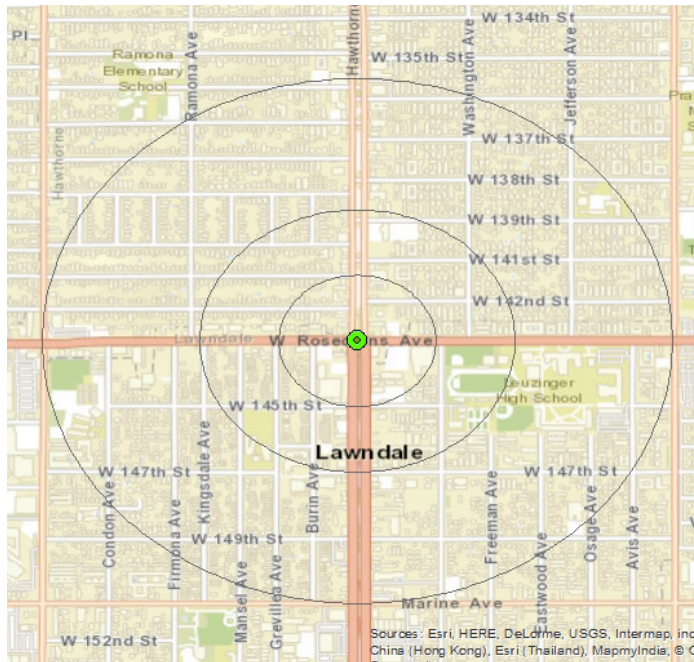 W 134th St
Pl
Ramona
Elementary
School
Ramona Ave
Hawthorne
W 135th St
Washington Ave
Jefferson Ave
Hawthorne
W 137th St
W 138th St
W 139th St
W 141st St
W 142nd St
Lawndale
W Rosecrans Ave
Leuzinger
High School
W 145th St
Lawndale
W 147th St
W 147th St
Kingsdale Ave
Burin Ave
Condon Ave
Firmona Ave
Freeman Ave
Osage Ave
Avis Ave
W 149th St
Mansel Ave
Grevillea Ave
Eastwood Ave
Marine Ave
W 152nd St
Sources: Esri, HERE, DeLorme, USGS, Intermap, inc
China (Hong Kong), Esri (Thailand), MapmyIndia, ©